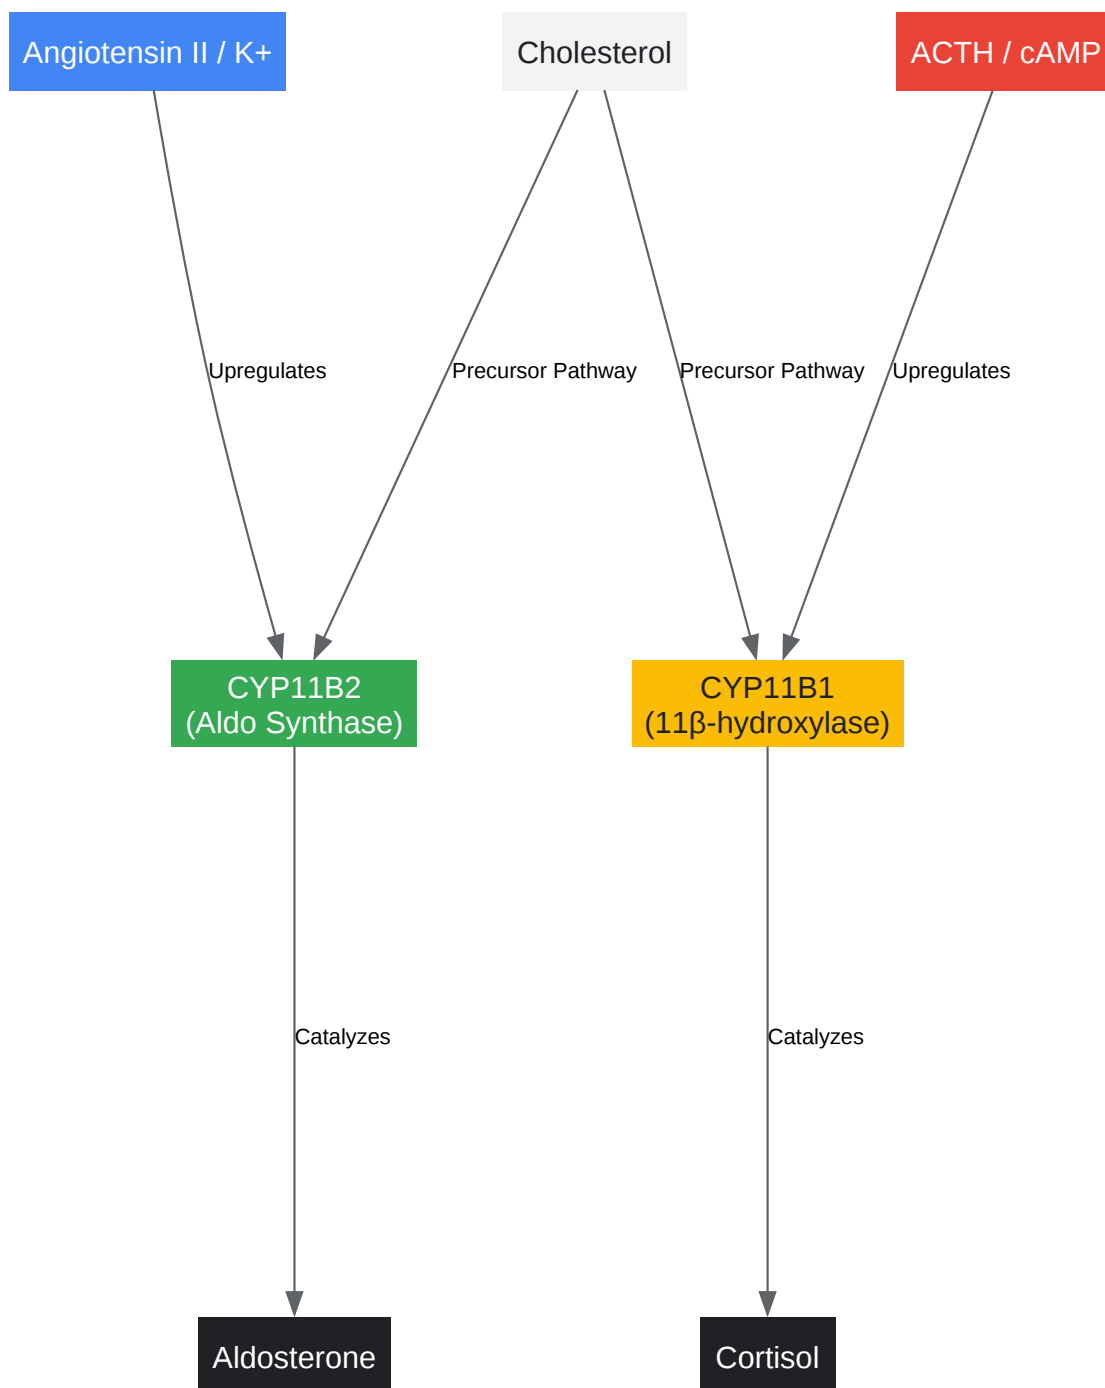 Angiotensin II / K+
Cholesterol
ACTH / cAMP
Upregulates
Precursor Pathway
Precursor Pathway
Upregulates
CYP11B2
(Aldo Synthase)
CYP11B1
(11β-hydroxylase)
Catalyzes
Catalyzes
Aldosterone
Cortisol